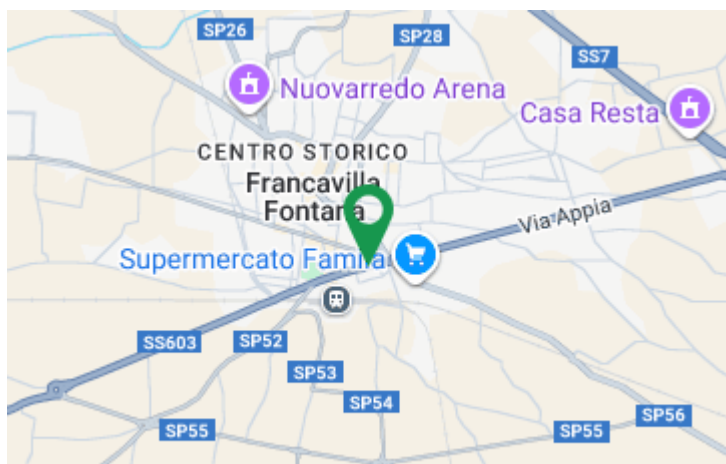 SP26
SP28
SS7
Nuovarredo Arena
Casa Resta
CENTRO STORICO
Francavilla
Fontana
Via Appia
Supermercato Famila
SS603
SP52
SP53
SP54
SP55
SP55
SP56